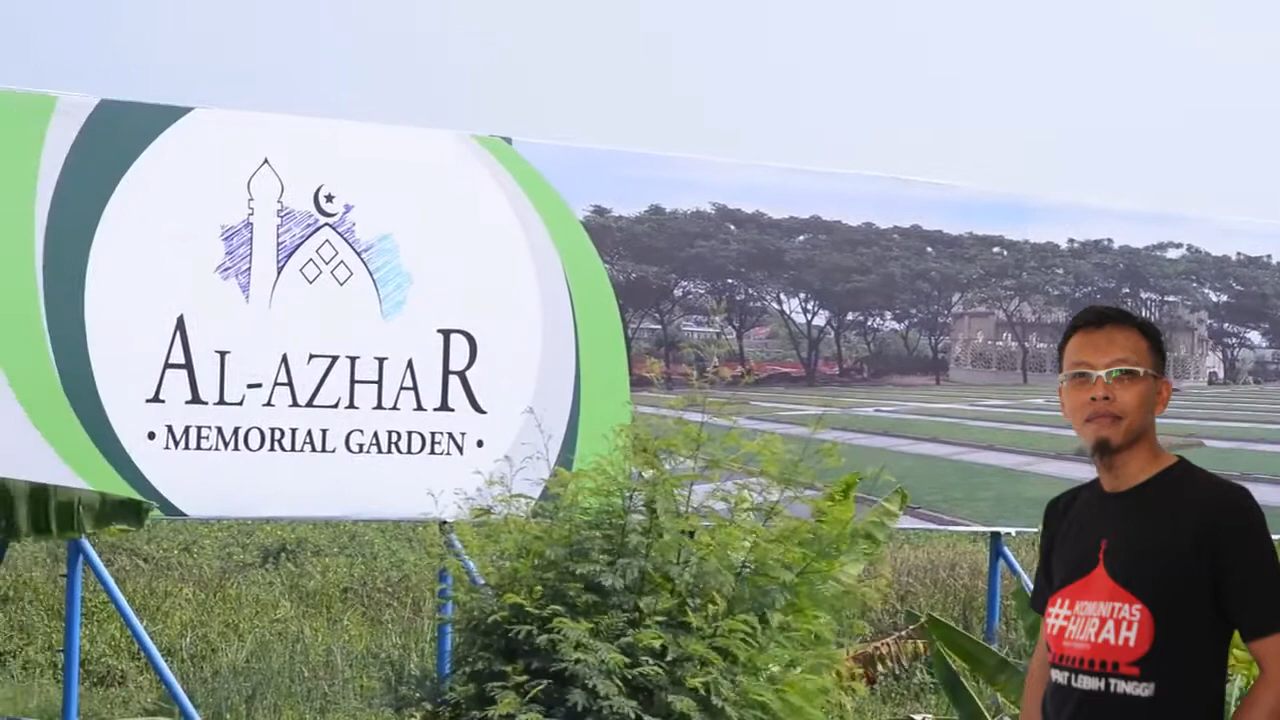 AL-AZHAR
• MEMORIAL GARDEN •
#KOMUNITAS
HIJRAH
LEBIH TINGGI